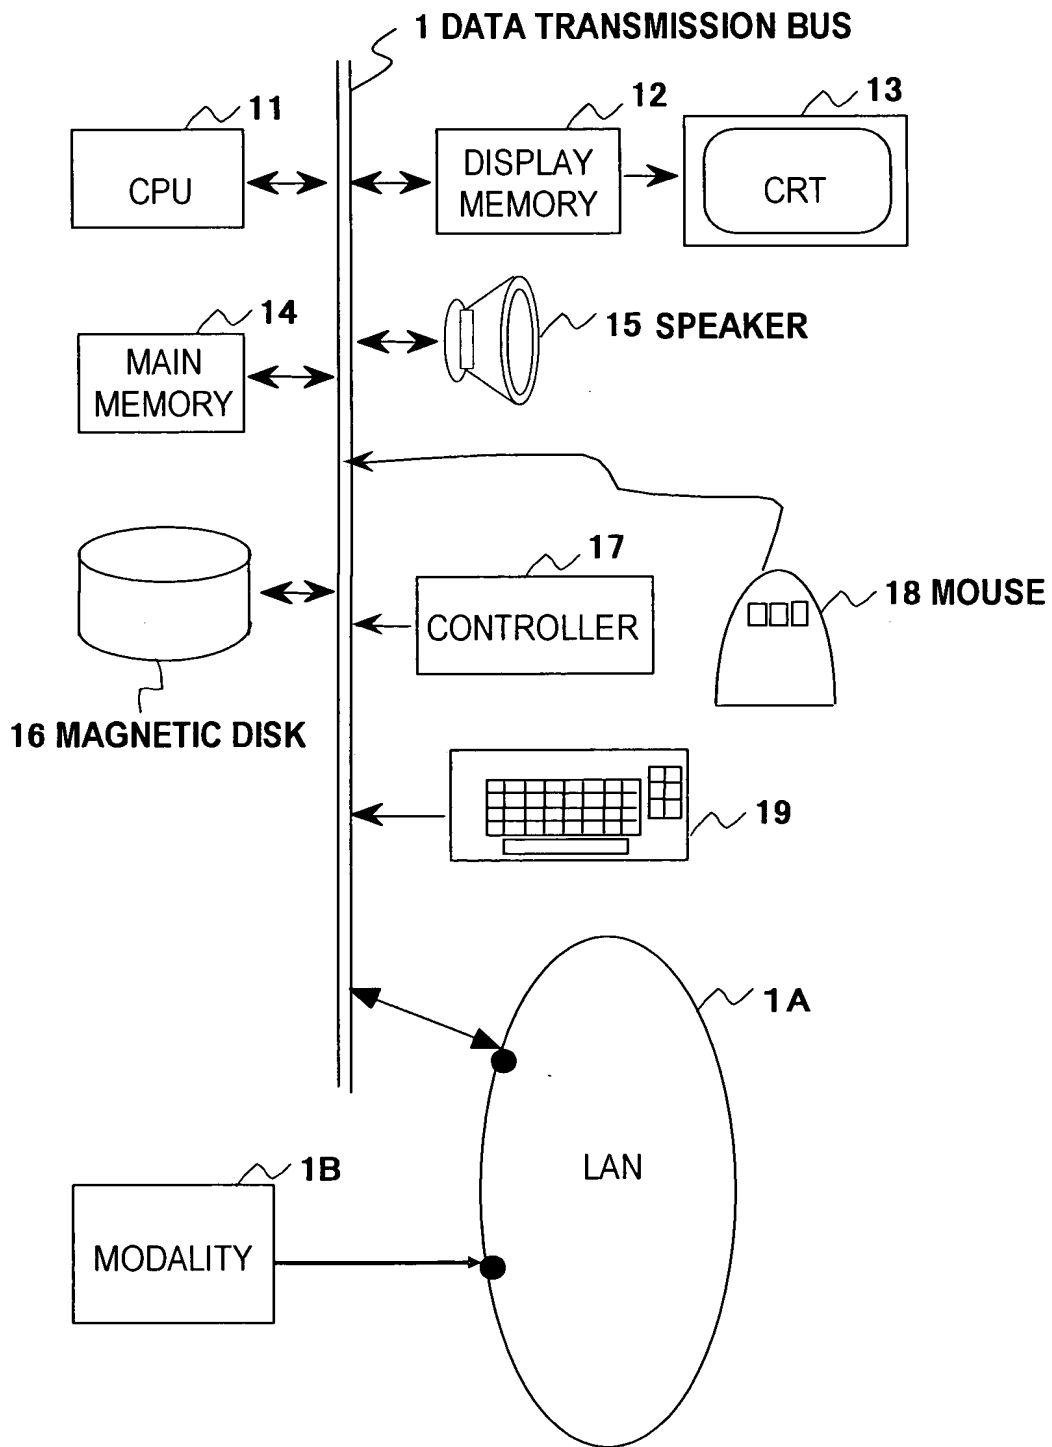 1 DATA TRANSMISSION BUS
11
CPU
12
DISPLAY
MEMORY
13
CRT
14
MAIN
MEMORY
15 SPEAKER
16 MAGNETIC DISK
17
CONTROLLER
18 MOUSE
19
1A
LAN
1B
MODALITY